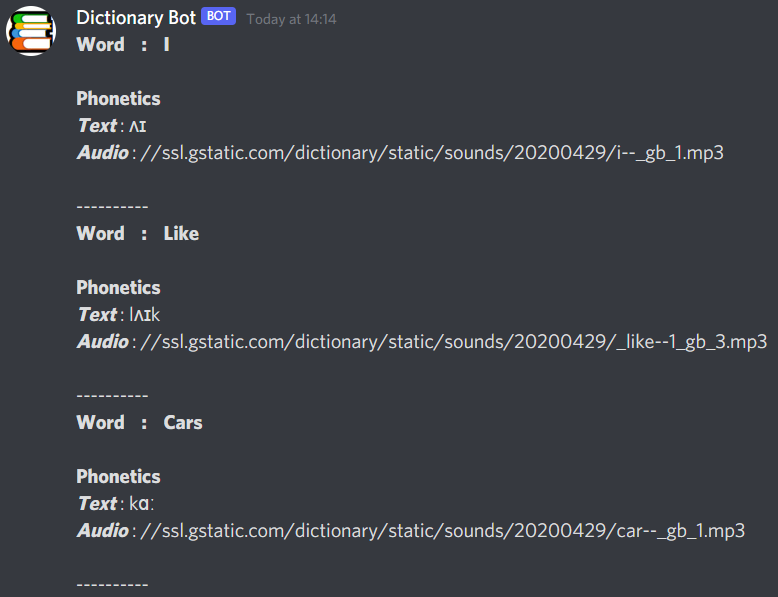 Dictionary Bot BOT Today at 14:14
Word : I
Phonetics
Text : ʌɪ
Audio : //ssl.gstatic.com/dictionary/static/sounds/20200429/i--_gb_1.mp3
----------
Word : Like
Phonetics
Text : lʌɪk
Audio : //ssl.gstatic.com/dictionary/static/sounds/20200429/_like--1_gb_3.mp3
----------
Word : Cars
Phonetics
Text : kɑː
Audio : //ssl.gstatic.com/dictionary/static/sounds/20200429/car--_gb_1.mp3
----------